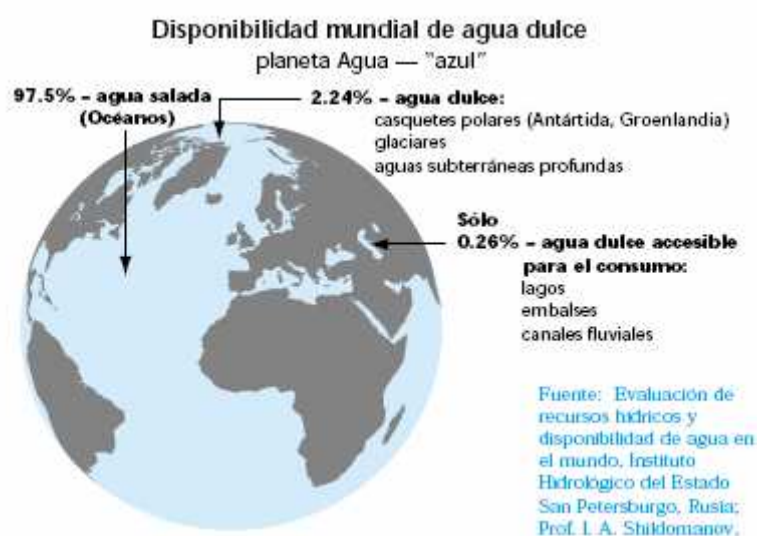 Disponibilidad mundial de agua dulce
planeta Agua — "azul"
97.5% – agua salada
(Océanos)
2.24% – agua dulce:
casquetes polares (Antártida, Groenlandia)
glaciares
aguas subterráneas profundas
Sólo
0.26% – agua dulce accesible
para el consumo:
lagos
embalses
canales fluviales
Fuente: Evaluación de
recursos hídricos y
disponibilidad de agua en
el mundo, Instituto
Hidrológico del Estado
San Petersburgo, Rusia;
Prof. I. A. Shiklomanov,